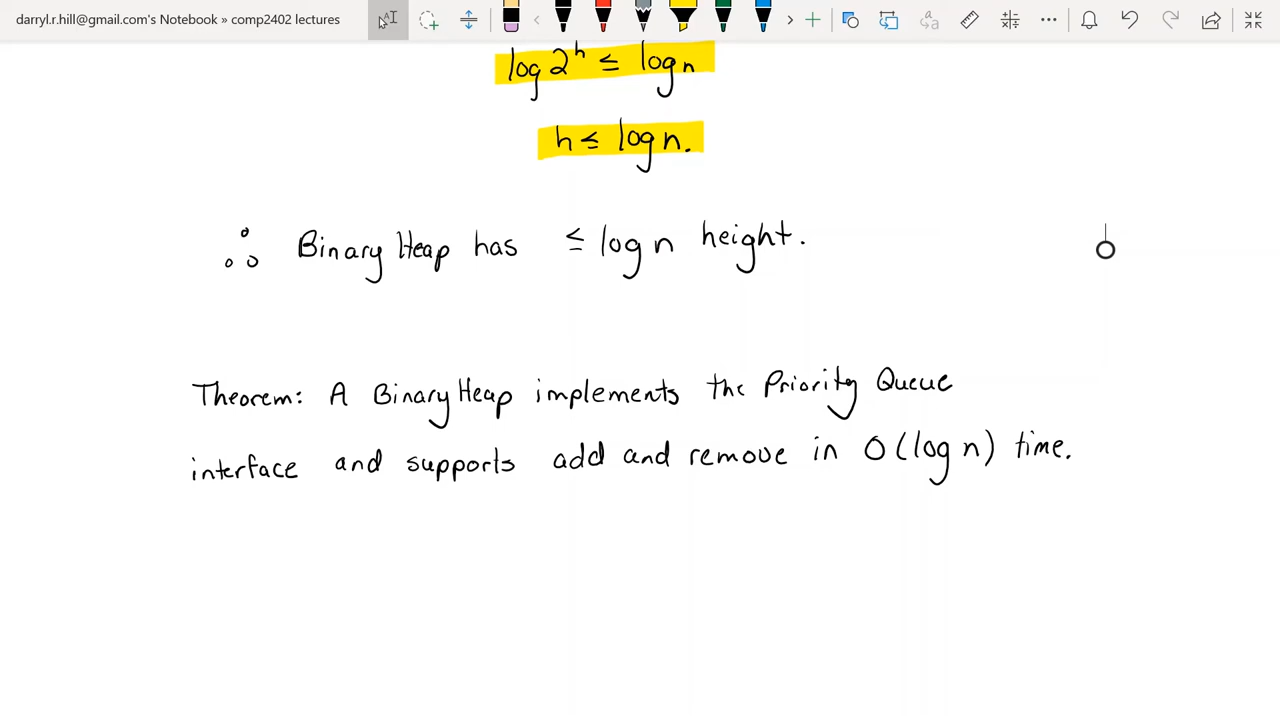 darryl.r.hill@gmail.com's Notebook » comp2402 lectures
log 2^h ≤ log n
h ≤ log n.
∴ Binary Heap has ≤ log n height.
Theorem: A Binary Heap implements the Priority Queue
interface and supports add and remove in O(log n) time.